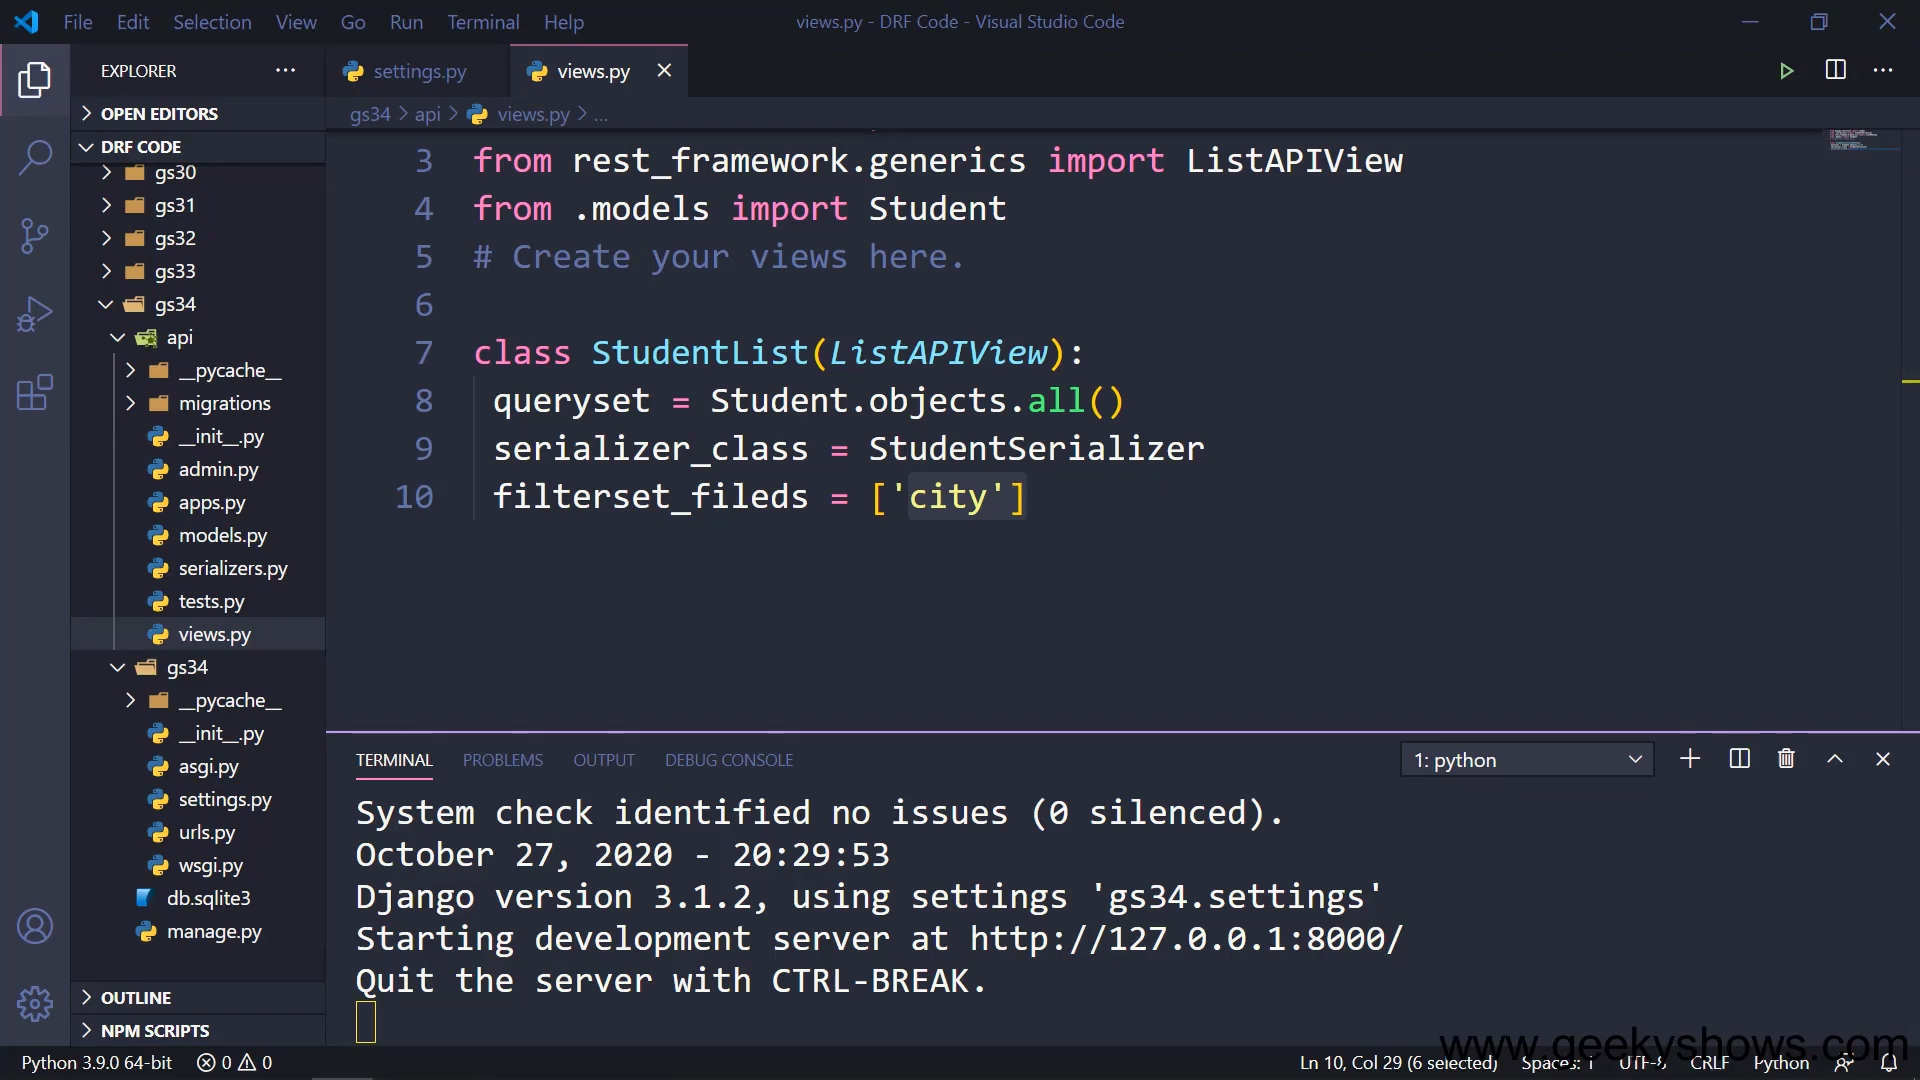 File Edit Selection View Go Run Terminal Help
views.py - DRF Code - Visual Studio Code
EXPLORER
settings.py
views.py
OPEN EDITORS
gs34 > api > views.py > ...
DRF CODE
gs30
gs31
gs32
gs33
gs34
api
__pycache__
migrations
__init__.py
admin.py
apps.py
models.py
serializers.py
tests.py
views.py
gs34
__pycache__
__init__.py
asgi.py
settings.py
urls.py
wsgi.py
db.sqlite3
manage.py
OUTLINE
NPM SCRIPTS
3 from rest_framework.generics import ListAPIView
4 from .models import Student
5 # Create your views here.
6
7 class StudentList(ListAPIView):
8 queryset = Student.objects.all()
9 serializer_class = StudentSerializer
10 filterset_fileds = ['city']
TERMINAL PROBLEMS OUTPUT DEBUG CONSOLE
1: python
System check identified no issues (0 silenced).
October 27, 2020 - 20:29:53
Django version 3.1.2, using settings 'gs34.settings'
Starting development server at http://127.0.0.1:8000/
Quit the server with CTRL-BREAK.
www.geekyshows.com
Python 3.9.0 64-bit 0 0
Ln 10, Col 29 (6 selected) Spaces: 1 UTF-8 CRLF Python